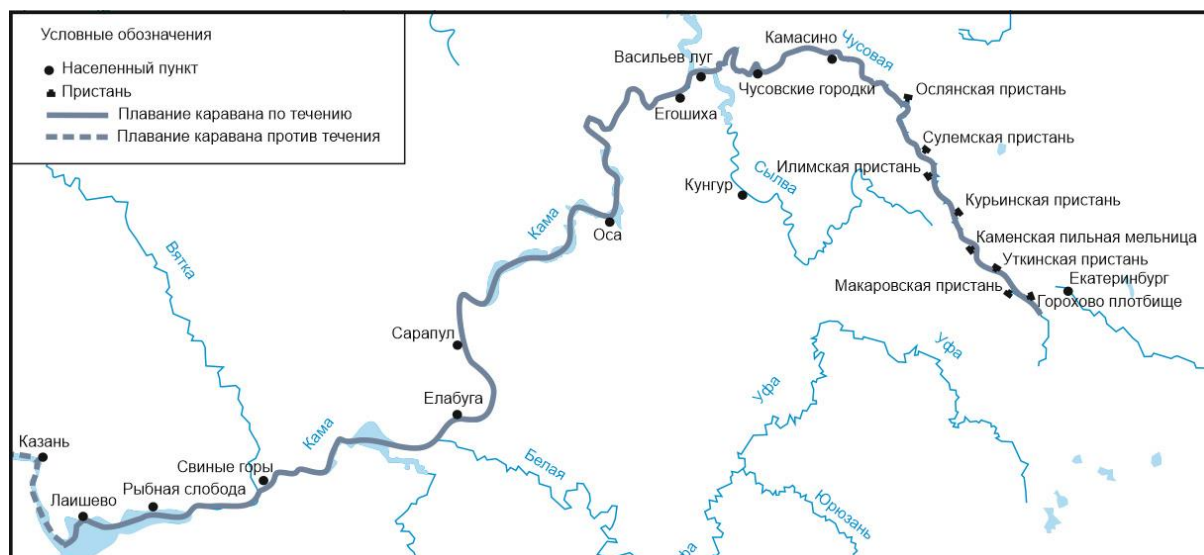 Условные обозначения
Населенный пункт
Пристань
Плавание каравана по течению
Плавание каравана против течения
Камасино
Чусовая
Васильев луг
Чусовские городки
Ослянская пристань
Егошиха
Сулемская пристань
Илимская пристань
Сылва
Кунгур
Курьинская пристань
Кама
Оса
Каменская пильная мельница
Вятка
Уткинская пристань
Екатеринбург
Макаровская пристань
Горохово плотбище
Сарапул
Уфа
Уфа
Елабуга
Кама
Казань
Белая
Свиные горы
Рыбная слобода
Лаишево
Юрюзань
Уфа